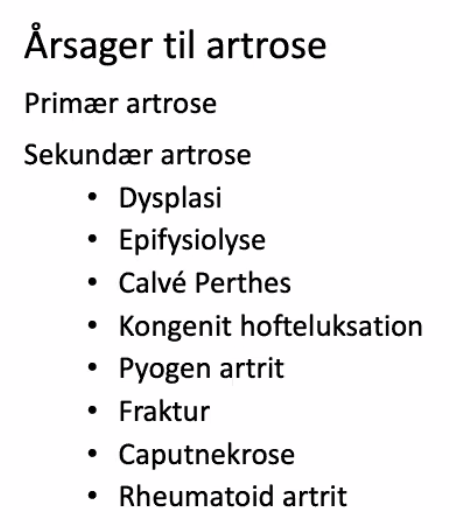 Årsager til artrose
Primær artrose
Sekundær artrose
• Dysplasi
• Epifysiolyse
• Calvé Perthes
• Kongenit hofteluksation
• Pyogen artrit
• Fraktur
• Caputnekrose
• Rheumatoid artrit